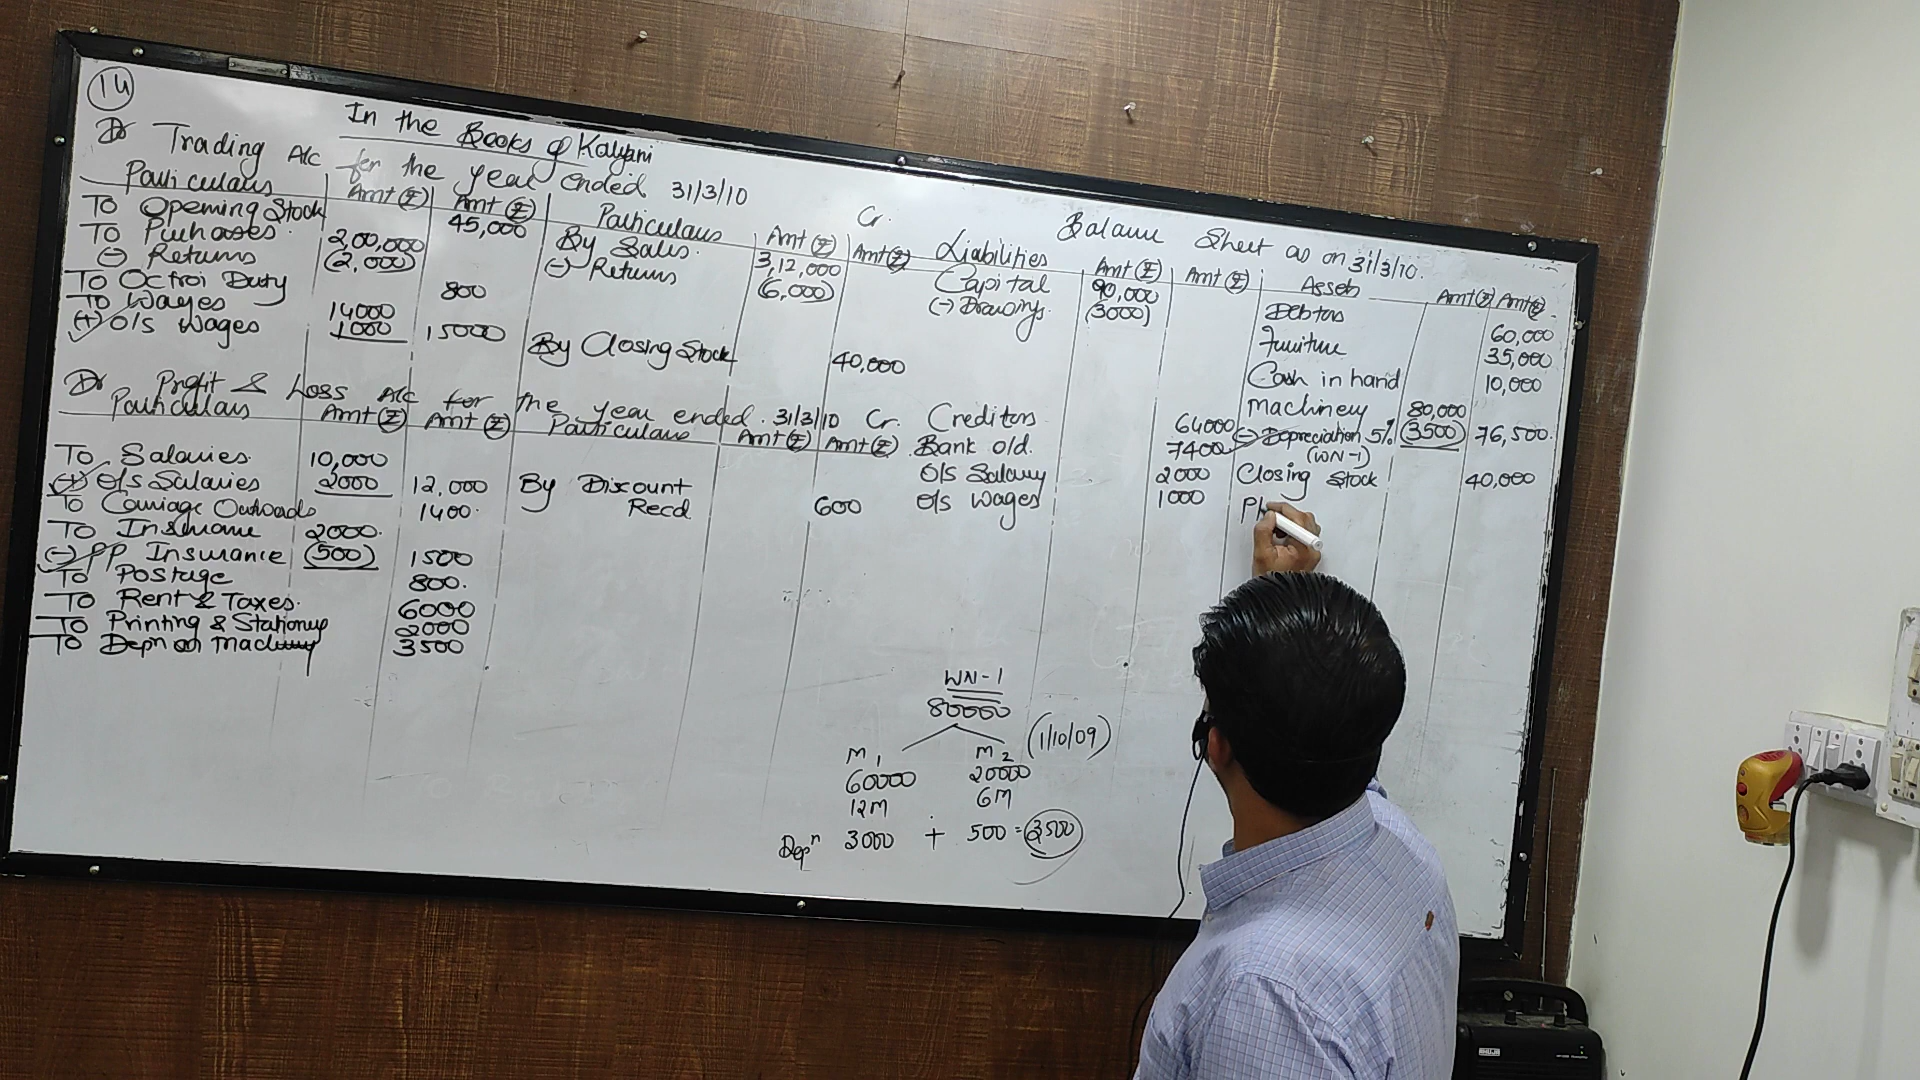 14
In the Books of Kalyani
Dr Trading A/c for the year ended 31/3/10 Cr.
Particulars Amt (₹) Amt (₹) Particulars Amt (₹) Amt (₹)
To Opening Stock 45,000 By Sales. 3,12,000
To Purchases. 2,00,000 (-) Returns (6,000)
(-) Returns (2,000)
To Octroi Duty 800
To Wages 14000
(+) O/s Wages 1000 15000
By Closing Stock 40,000
Dr Profit & Loss A/c for the year ended. 31/3/10 Cr.
Particulars Amt (₹) Amt (₹) Particulars Amt (₹) Amt (₹)
To Salaries 10,000
(+) O/s Salaries 2000 12,000 By Discount
Recd 600
To Carriage Outwards 1400.
To Insurance 2000.
(-) PP Insurance (500) 1500
To Postage 800.
To Rent & Taxes. 6000
To Printing & Stationery 2000
To Depn on Machinery 3500
Balance Sheet as on 31/3/10.
Liabilities Amt (₹) Amt (₹) Assets Amt (₹) Amt (₹)
Capital 90,000 Debtors 60,000
(-) Drawings. (3000) Furniture 35,000
Cash in hand 10,000
Creditors 64000 Machinery 80,000
Bank o/d. 7400 (-) Depreciation 5% (3500) 76,500.
(WN-1)
O/s Salary 2000 Closing Stock 40,000
O/s Wages 1000
WN-1
80000
M1 M2 (1/10/09)
60000 20000
12M 6M
Depn 3000 + 500 = 3500
AHUJA